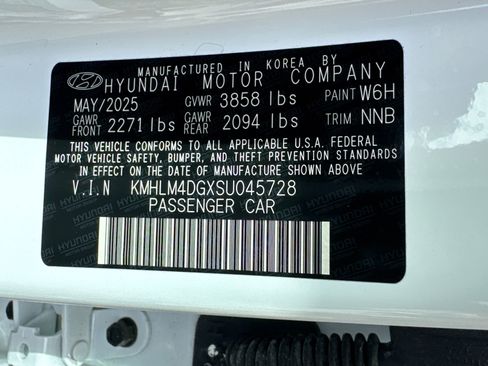 MANUFACTURED IN KOREA BY
HYUNDAI MOTOR COMPANY
MAY/2025 GVWR 3858 lbs PAINT W6H
GAWR FRONT 2271 lbs GAWR REAR 2094 lbs TRIM NNB
THIS VEHICLE CONFORMS TO ALL APPLICABLE U.S.A. FEDERAL
MOTOR VEHICLE SAFETY, BUMPER, AND THEFT PREVENTION STANDARDS
IN EFFECT ON THE DATE OF MANUFACTURE SHOWN ABOVE.
V.I.N KMHLM4DGXSU045728
PASSENGER CAR